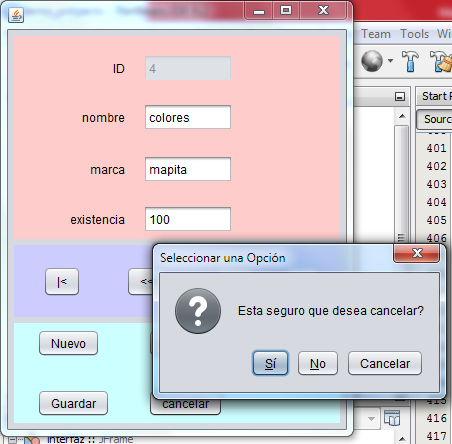 Team Tools
ID 4
nombre colores
marca mapita
existencia 100
|<
<<
Nuevo
Guardar
cancelar
Seleccionar una Opción
Esta seguro que desea cancelar?
Sí No Cancelar
Start
Sourc
401
402
403
404
405
406
415
416
417
interfaz :: JFrame